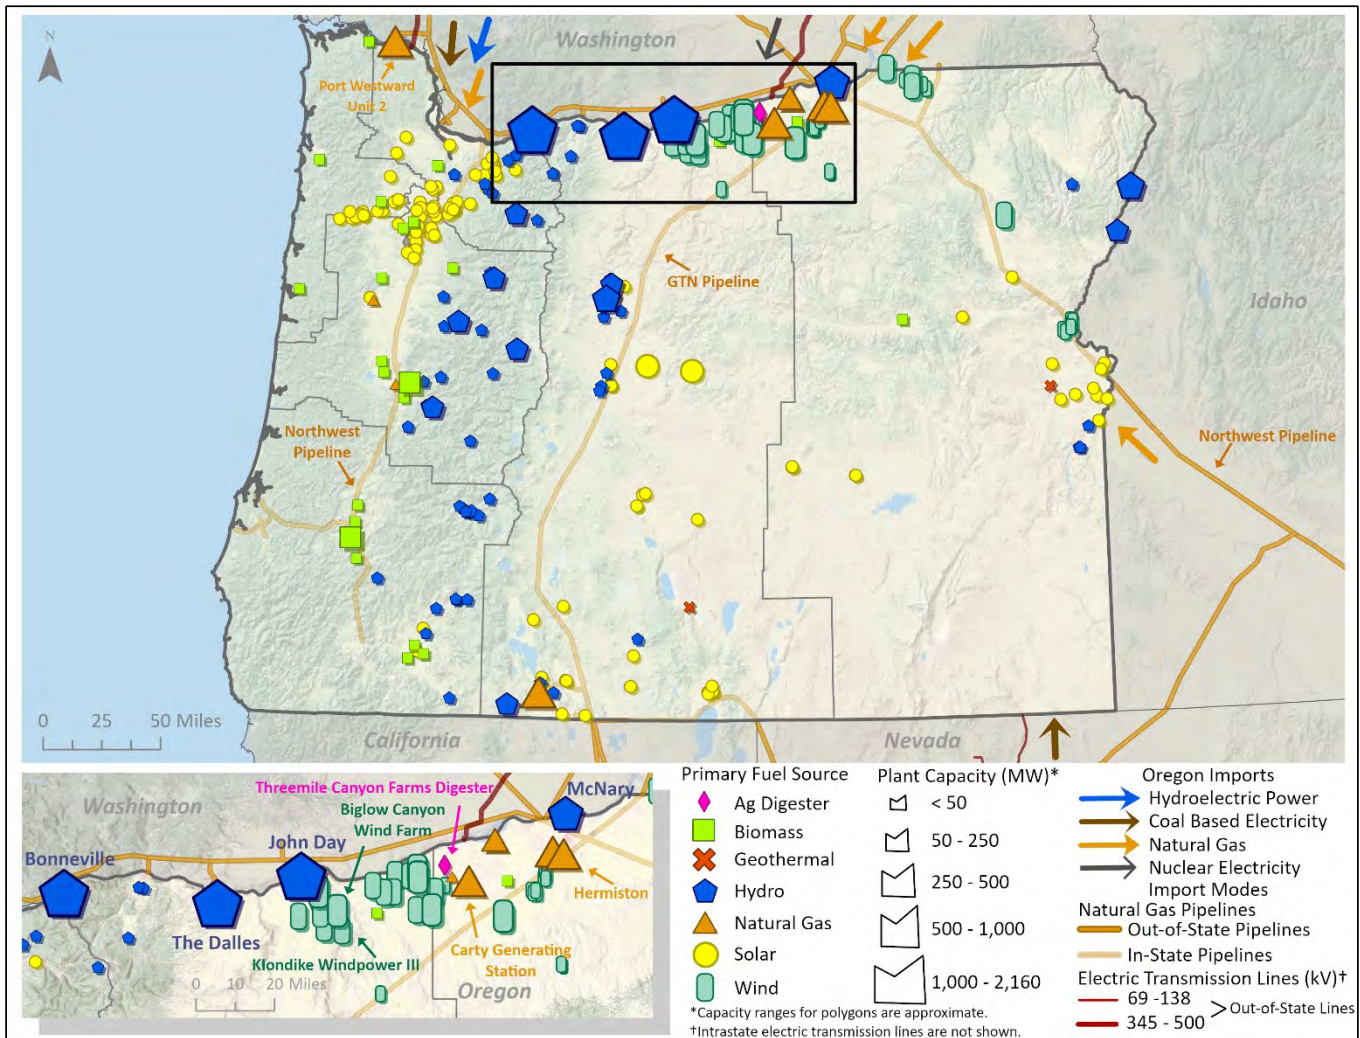 N
Washington
Port Westward
Unit 2
GTN Pipeline
Idaho
Northwest
Pipeline
Northwest Pipeline
0 25 50 Miles
California
Nevada
Washington
Threemile Canyon Farms Digester
Biglow Canyon
Wind Farm
McNary
John Day
Bonneville
Hermiston
The Dalles
Carty Generating
Station
Klondike Windpower III
Oregon
0 10 20 Miles
Primary Fuel Source
Ag Digester
Biomass
Geothermal
Hydro
Natural Gas
Solar
Wind
Plant Capacity (MW)*
< 50
50 - 250
250 - 500
500 - 1,000
1,000 - 2,160
*Capacity ranges for polygons are approximate.
†Intrastate electric transmission lines are not shown.
Oregon Imports
Hydroelectric Power
Coal Based Electricity
Natural Gas
Nuclear Electricity
Import Modes
Natural Gas Pipelines
Out-of-State Pipelines
In-State Pipelines
Electric Transmission Lines (kV)†
69 -138
345 - 500
Out-of-State Lines